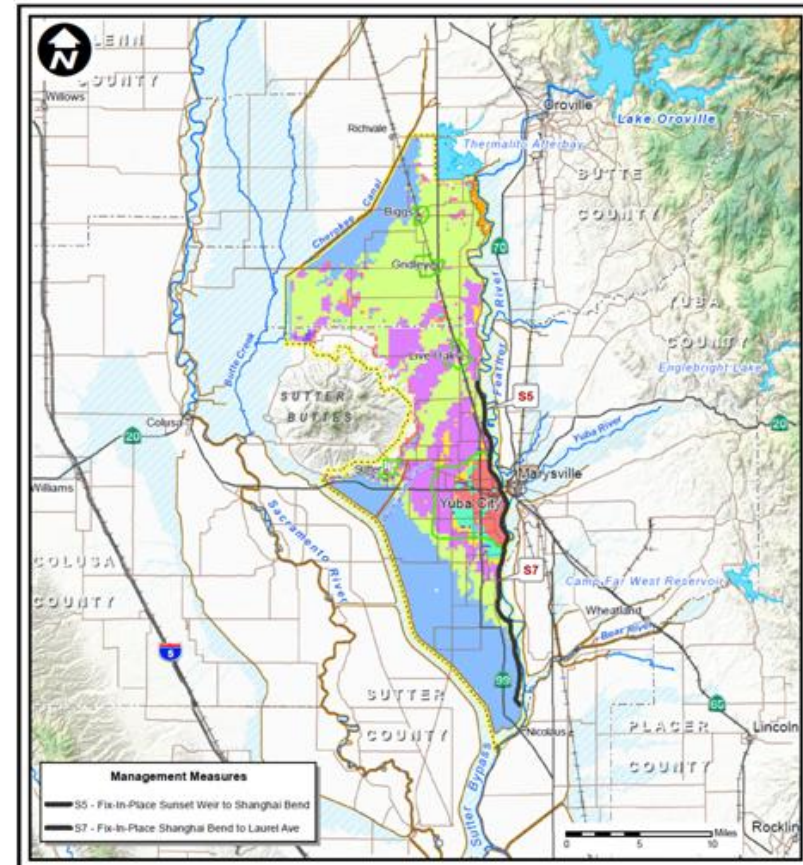 N
GLENN
COUNTY
Willows
Oroville
Lake Oroville
Richvale
Thermalito Afterbay
BUTTE
COUNTY
Cherokee Canal
Biggs
70
Gridley
Feather River
YUBA
COUNTY
Butte Creek
Live Oak
Englebright Lake
SUTTER
BUTTES
S5
Colusa
20
Yuba River
20
Sutter
Marysville
Williams
Yuba City
Sacramento River
COLUSA
COUNTY
S7
Camp Far West Reservoir
Wheatland
Bear River
5
99
65
SUTTER
COUNTY
Nicolaus
PLACER
COUNTY
Lincoln
Sutter Bypass
Management Measures
S5 - Fix-In-Place Sunset Weir to Shanghai Bend
S7 - Fix-In-Place Shanghai Bend to Laurel Ave
0 5 10 Miles
Rocklin